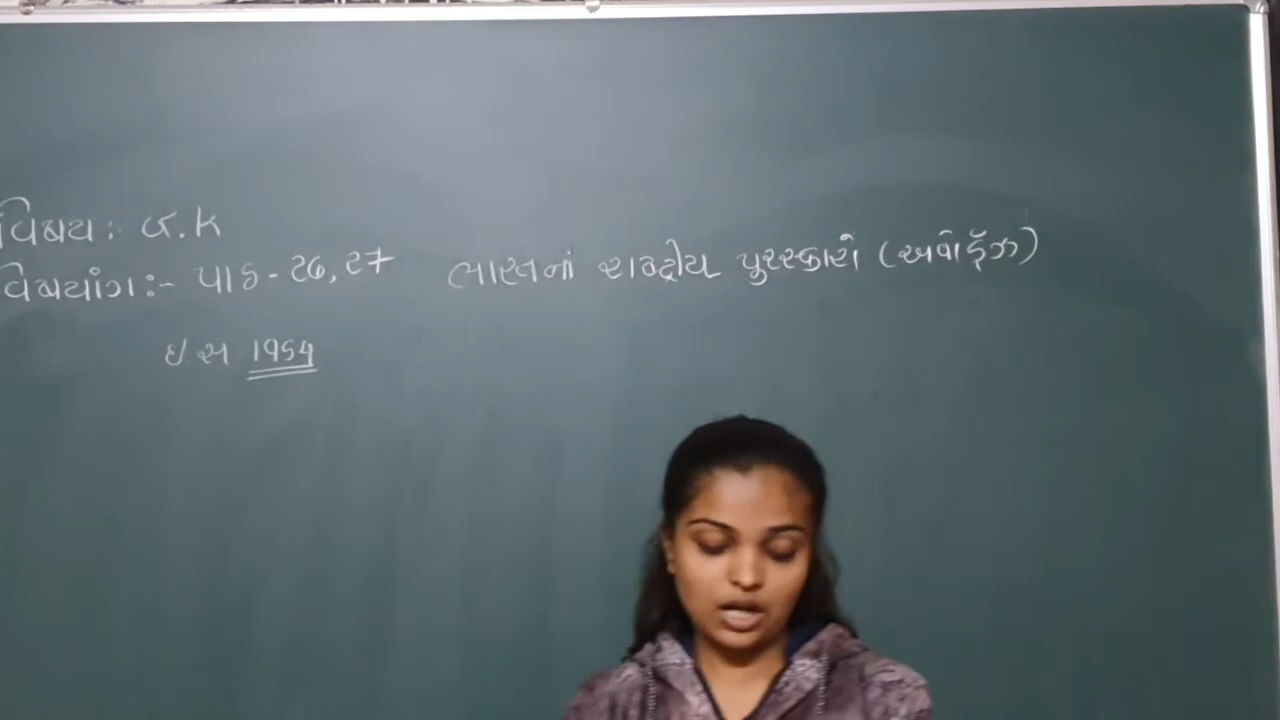 વિષય : G.K
વિષયાંગ :- પાઠ - 26, 27 ભારતનાં રાષ્ટ્રીય પુરસ્કારો (અવોર્ડ્ઝ)
ઇ સ 1954